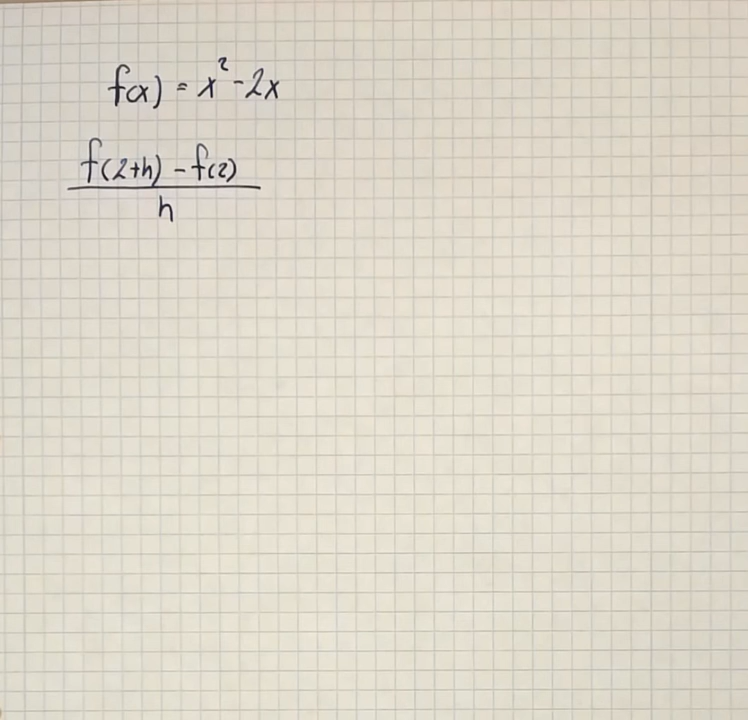 f(x) = x² - 2x
f(2+h) - f(2)
h